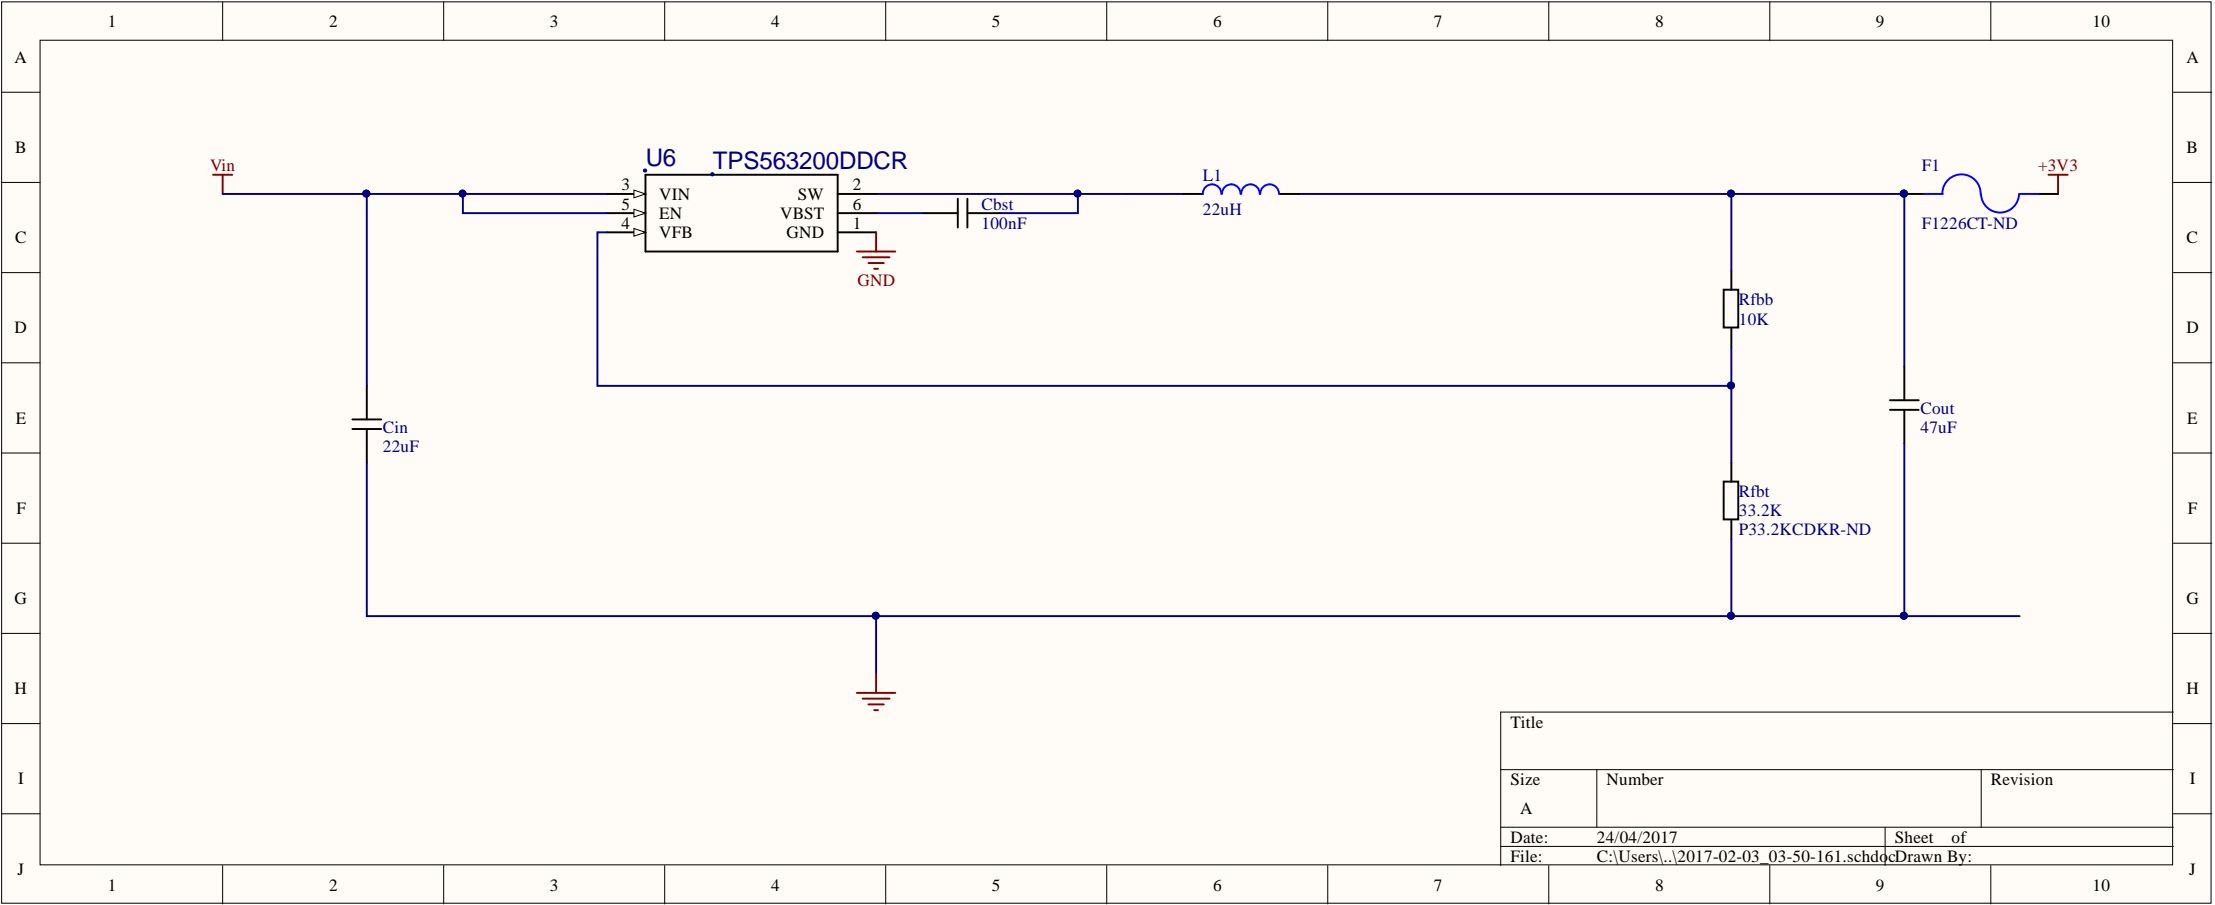 1 2 3 4 5 6 7 8 9 10
A A
B B
Vin
U6 TPS563200DDCR
F1 +3V3
3 VIN SW 2
5 EN VBST 6
4 VFB GND 1
L1
22uH
Cbst
100nF
F1226CT-ND
C C
GND
Rfbb
10K
D D
Cin
22uF
Cout
47uF
E E
Rfbt
33.2K
P33.2KCDKR-ND
F F
G G
H H
Title
Size Number Revision
A
I I
Date: 24/04/2017 Sheet of
File: C:\Users\..\2017-02-03_03-50-161.schdoc Drawn By:
J J
1 2 3 4 5 6 7 8 9 10